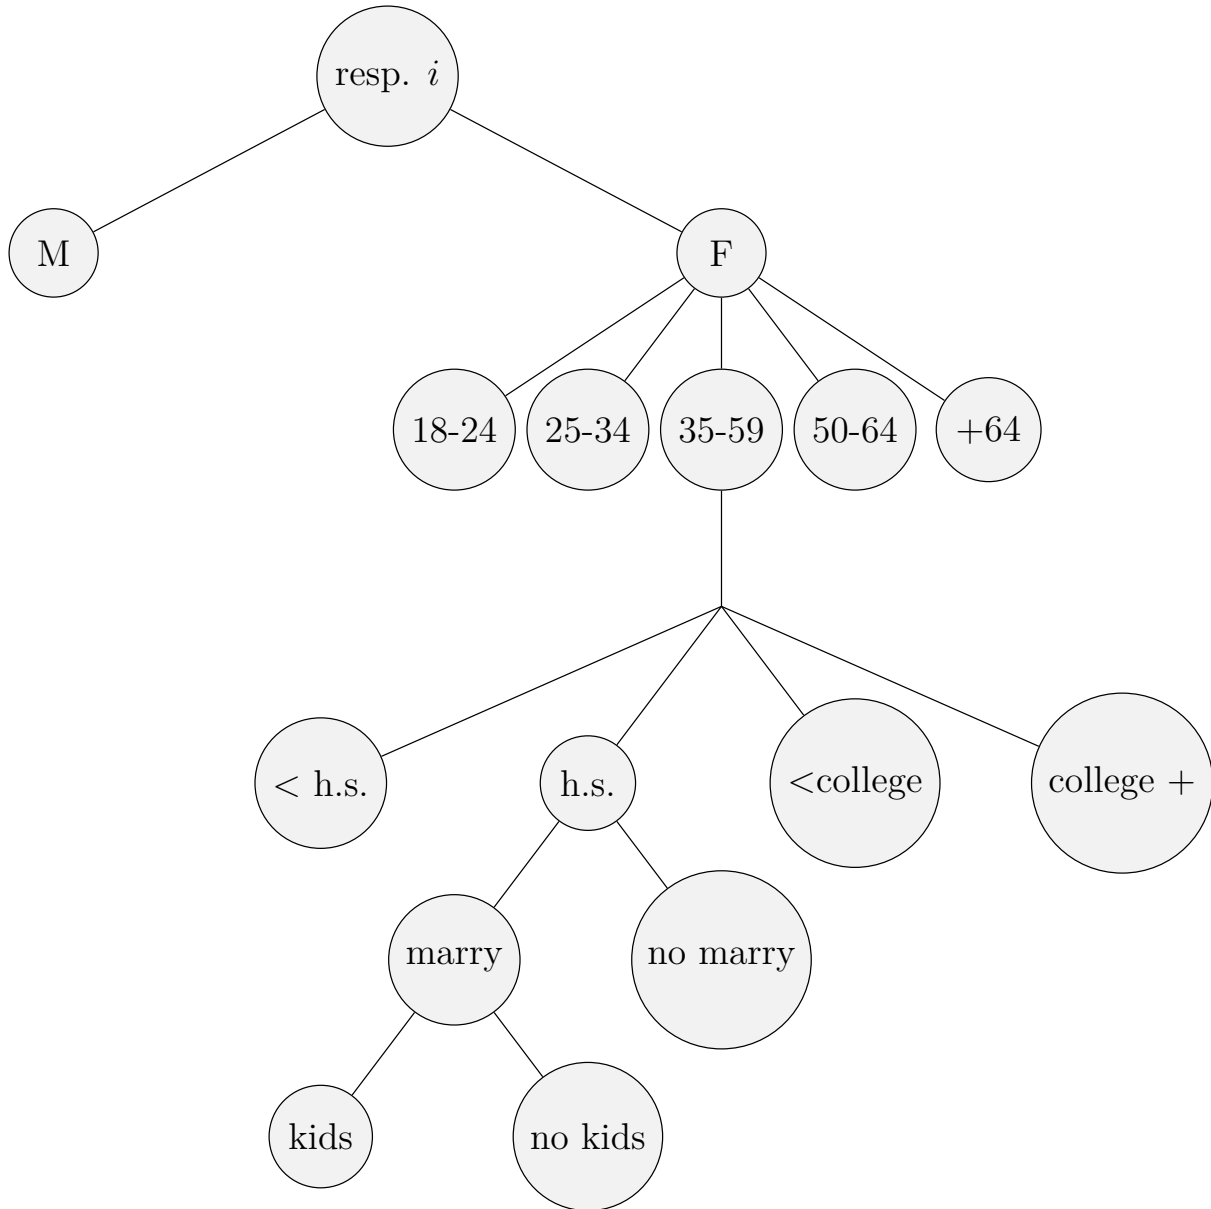 resp. i
M
F
18-24
25-34
35-59
50-64
+64
< h.s.
h.s.
<college
college +
marry
no marry
kids
no kids